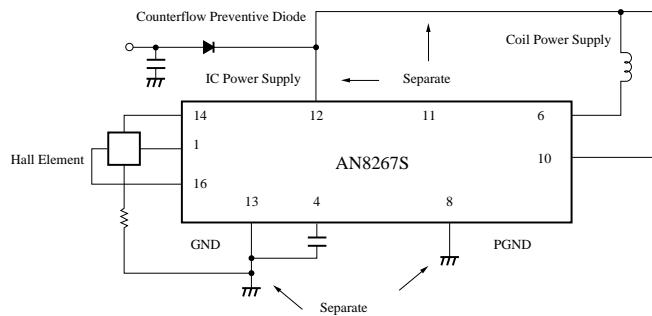 Counterflow Preventive Diode
Coil Power Supply
IC Power Supply
Separate
14
12
11
6
1
Hall Element
AN8267S
10
16
13
4
8
GND
PGND
Separate